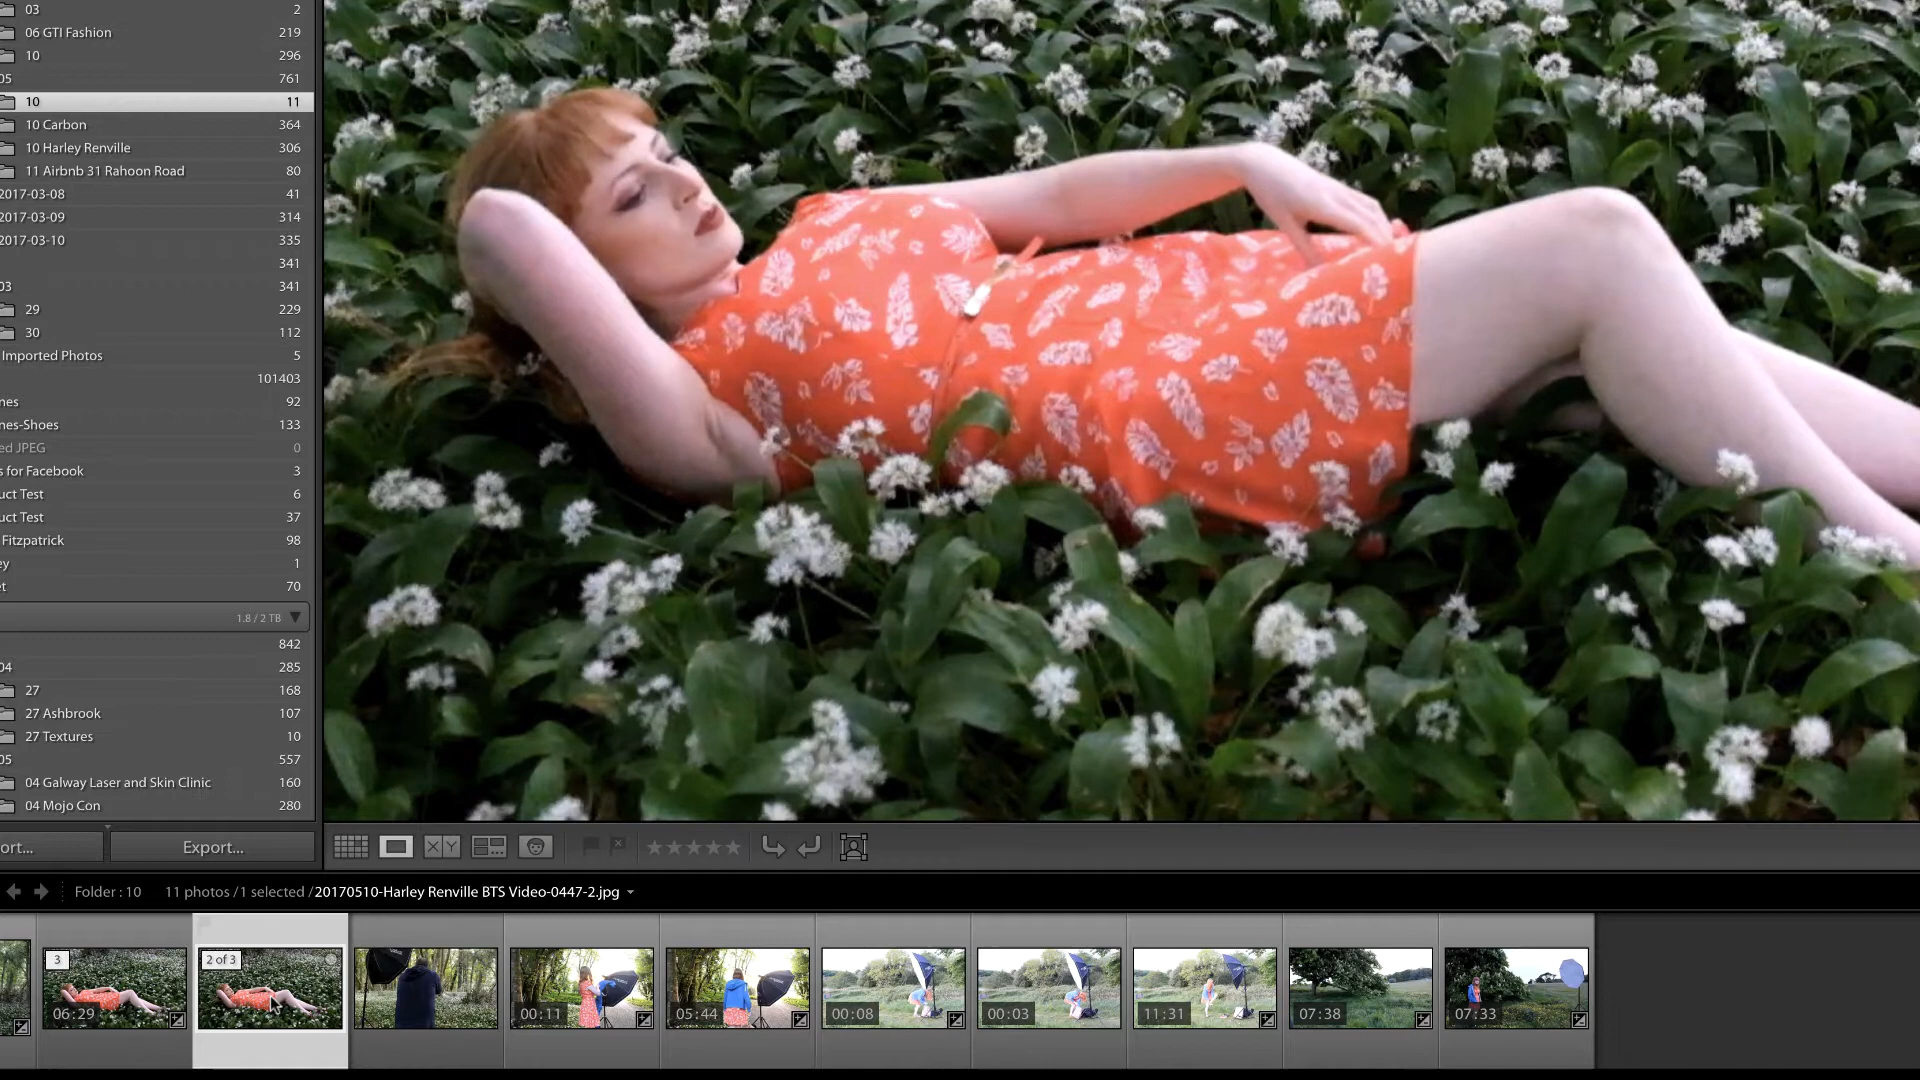 03 2
06 GTI Fashion 219
10 296
05 761
10 11
10 Carbon 364
10 Harley Renville 306
11 Airbnb 31 Rahoon Road 80
2017-03-08 41
2017-03-09 314
2017-03-10 335
341
03 341
29 229
30 112
Imported Photos 5
101403
nes 92
nes-Shoes 133
ed JPEG 0
s for Facebook 3
uct Test 6
uct Test 37
Fitzpatrick 98
ey 1
et 70
1.8 / 2 TB
842
04 285
27 168
27 Ashbrook 107
27 Textures 10
05 557
04 Galway Laser and Skin Clinic 160
04 Mojo Con 280
ort... Export...
XY
Folder : 10 11 photos / 1 selected / 20170510-Harley Renville BTS Video-0447-2.jpg
3 2 of 3
06:29 00:11 05:44 00:08 00:03 11:31 07:38 07:33